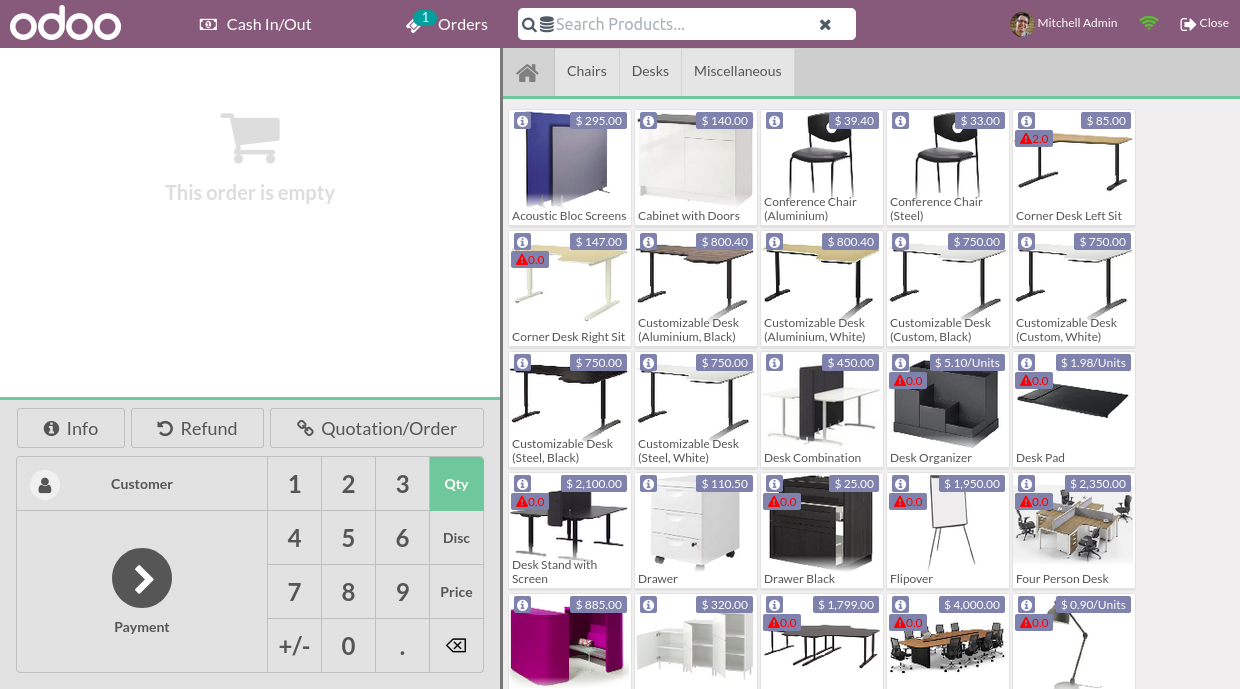 odoo
Cash In/Out
1
Orders
Search Products...
Mitchell Admin
Close
Chairs
Desks
Miscellaneous
This order is empty
$ 295.00
Acoustic Bloc Screens
$ 140.00
Cabinet with Doors
$ 39.40
Conference Chair
(Aluminium)
$ 33.00
Conference Chair
(Steel)
$ 85.00
2.0
Corner Desk Left Sit
$ 147.00
0.0
Corner Desk Right Sit
$ 800.40
Customizable Desk
(Aluminium, Black)
$ 800.40
Customizable Desk
(Aluminium, White)
$ 750.00
Customizable Desk
(Custom, Black)
$ 750.00
Customizable Desk
(Custom, White)
$ 750.00
Customizable Desk
(Steel, Black)
$ 750.00
Customizable Desk
(Steel, White)
$ 450.00
Desk Combination
$ 5.10/Units
0.0
Desk Organizer
$ 1.98/Units
0.0
Desk Pad
$ 2,100.00
0.0
Desk Stand with
Screen
$ 110.50
Drawer
$ 25.00
0.0
Drawer Black
$ 1,950.00
0.0
Flipover
$ 2,350.00
0.0
Four Person Desk
$ 885.00
$ 320.00
$ 1,799.00
0.0
$ 4,000.00
0.0
$ 0.90/Units
0.0
Info
Refund
Quotation/Order
Customer
1 2 3 Qty
4 5 6 Disc
7 8 9 Price
Payment
+/- 0 .